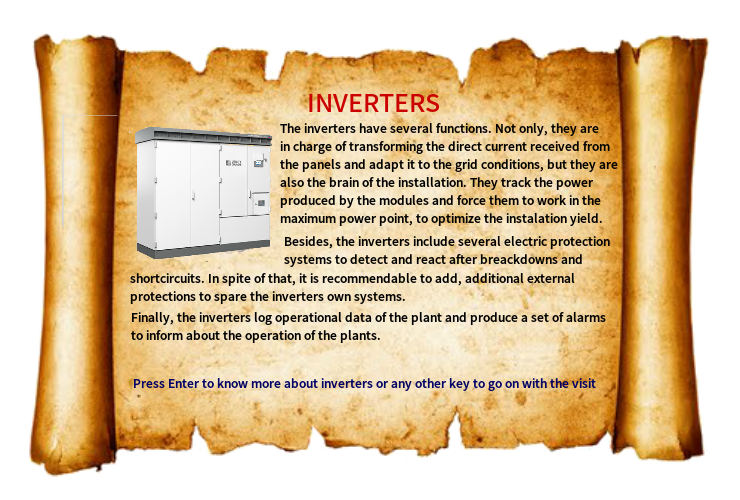 INVERTERS
The inverters have several functions. Not only, they are
in charge of transforming the direct current received from
the panels and adapt it to the grid conditions, but they are
also the brain of the installation. They track the power
produced by the modules and force them to work in the
maximum power point, to optimize the instalation yield.
Besides, the inverters include several electric protection
systems to detect and react after breakdowns and
shortcircuits. In spite of that, it is recommendable to add, additional external
protections to spare the inverters own systems.
Finally, the inverters log operational data of the plant and produce a set of alarms
to inform about the operation of the plants.
Press Enter to know more about inverters or any other key to go on with the visit